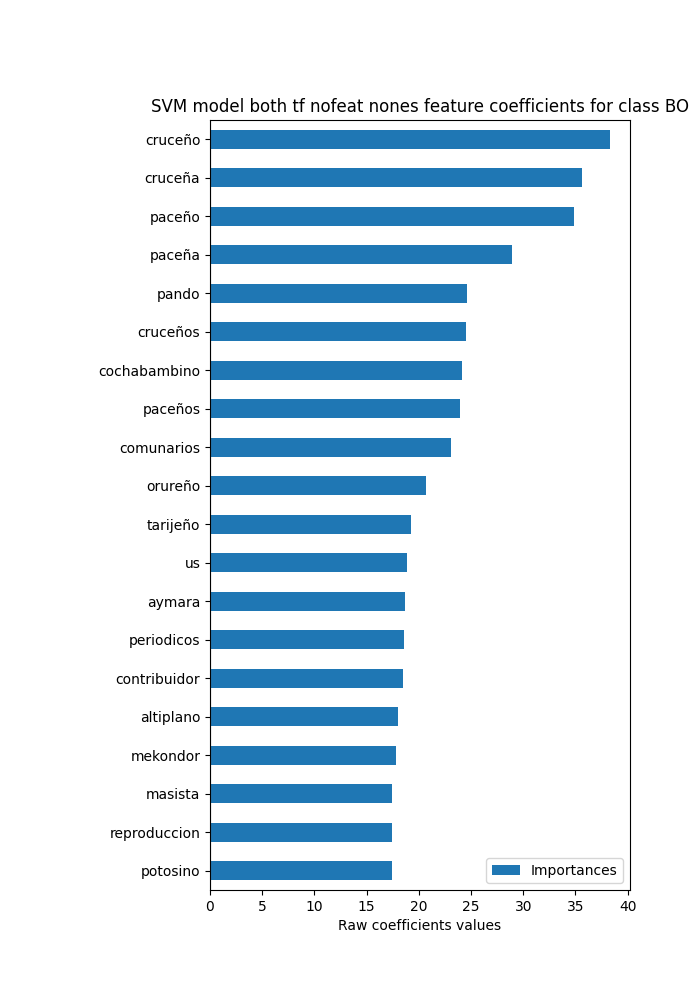 SVM model both tf nofeat nones feature coefficients for class BO
cruceño
cruceña
paceño
paceña
pando
cruceños
cochabambino
paceños
comunarios
orureño
tarijeño
us
aymara
periodicos
contribuidor
altiplano
mekondor
masista
reproduccion
potosino
Importances
0 5 10 15 20 25 30 35 40
Raw coefficients values